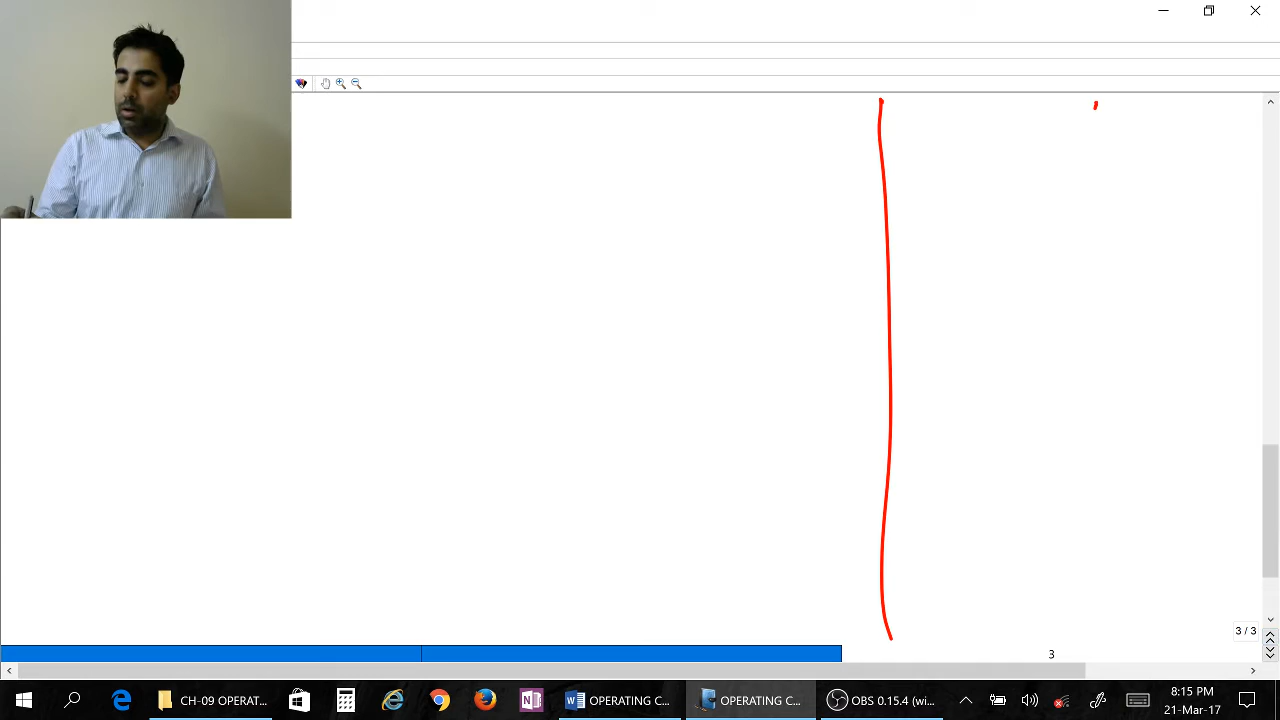 3 / 3
3
CH-09 OPERAT...
OPERATING C...
OPERATING C...
OBS 0.15.4 (wi...
8:15 PM
21-Mar-17